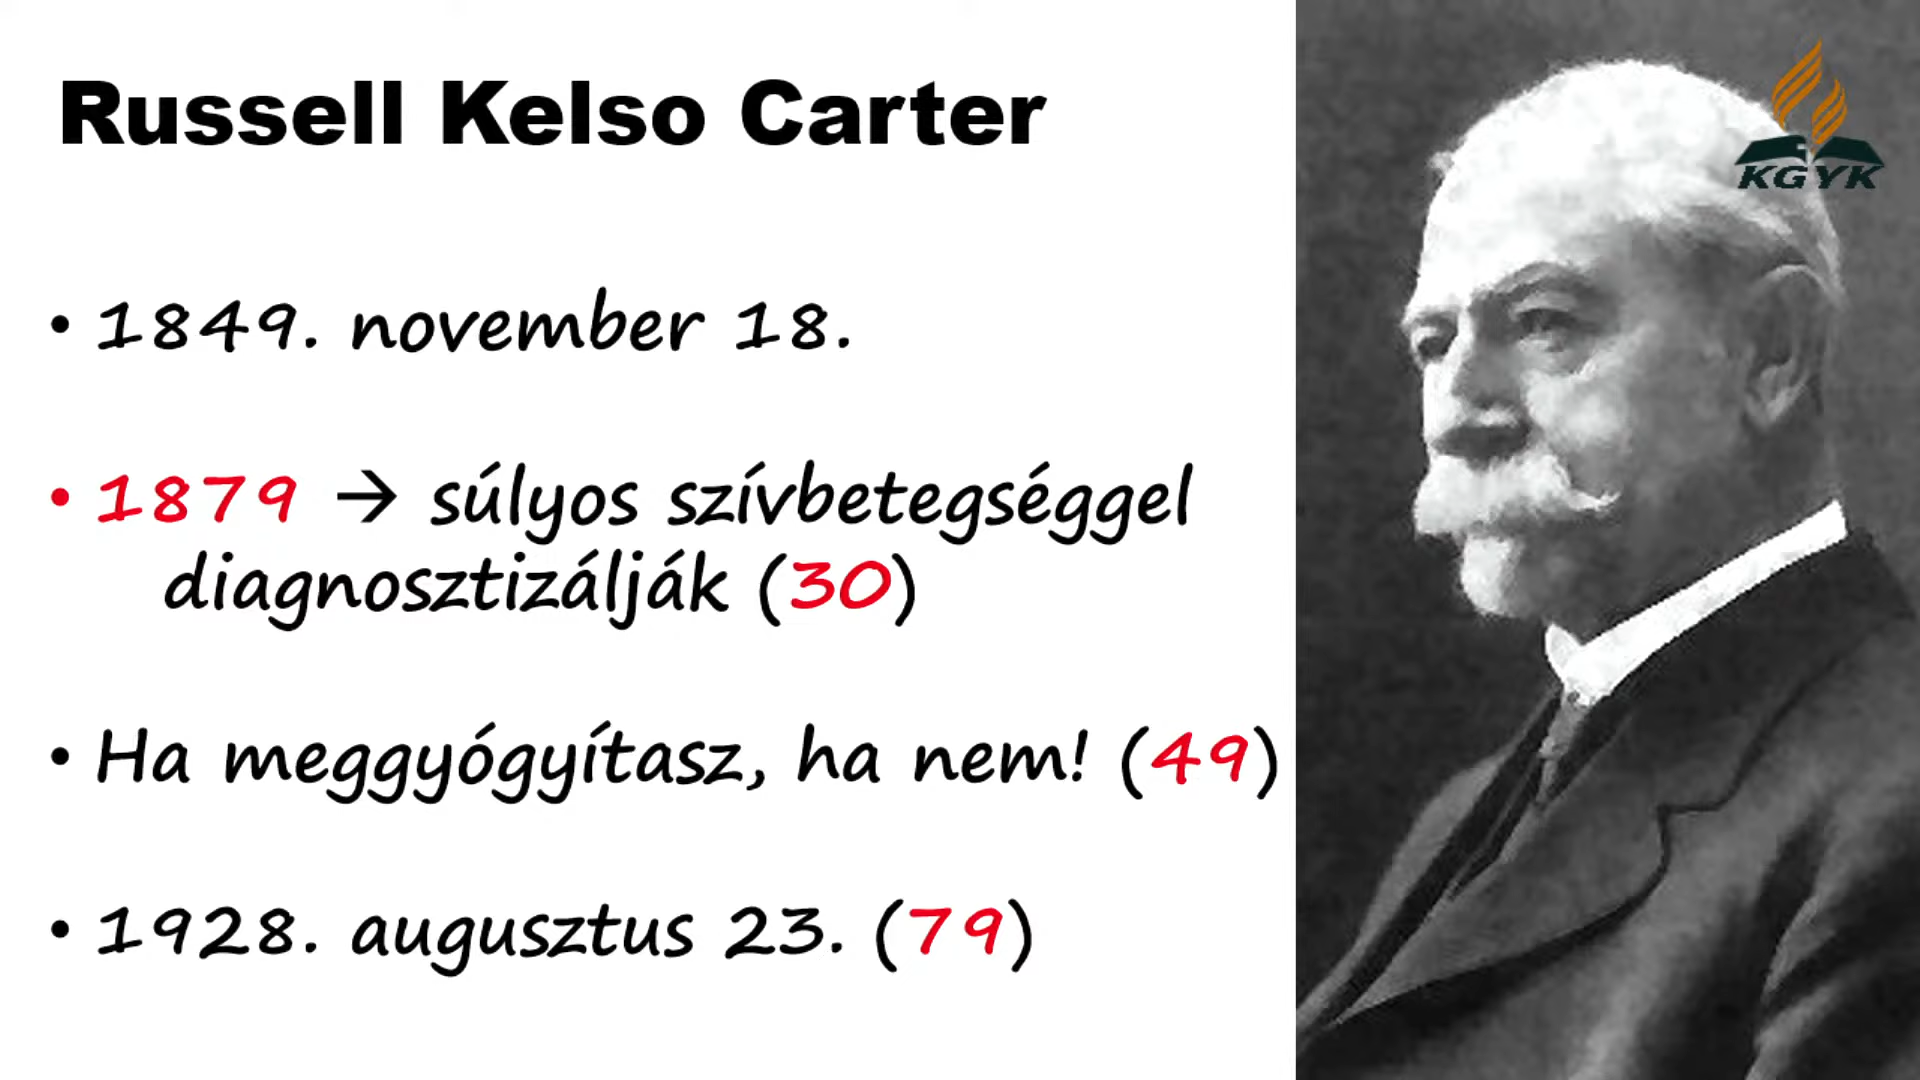 Russell Kelso Carter
• 1849. november 18.
• 1879 → súlyos szívbetegséggel
diagnosztizálják (30)
• Ha meggyógyítasz, ha nem! (49)
• 1928. augusztus 23. (79)
KGYK